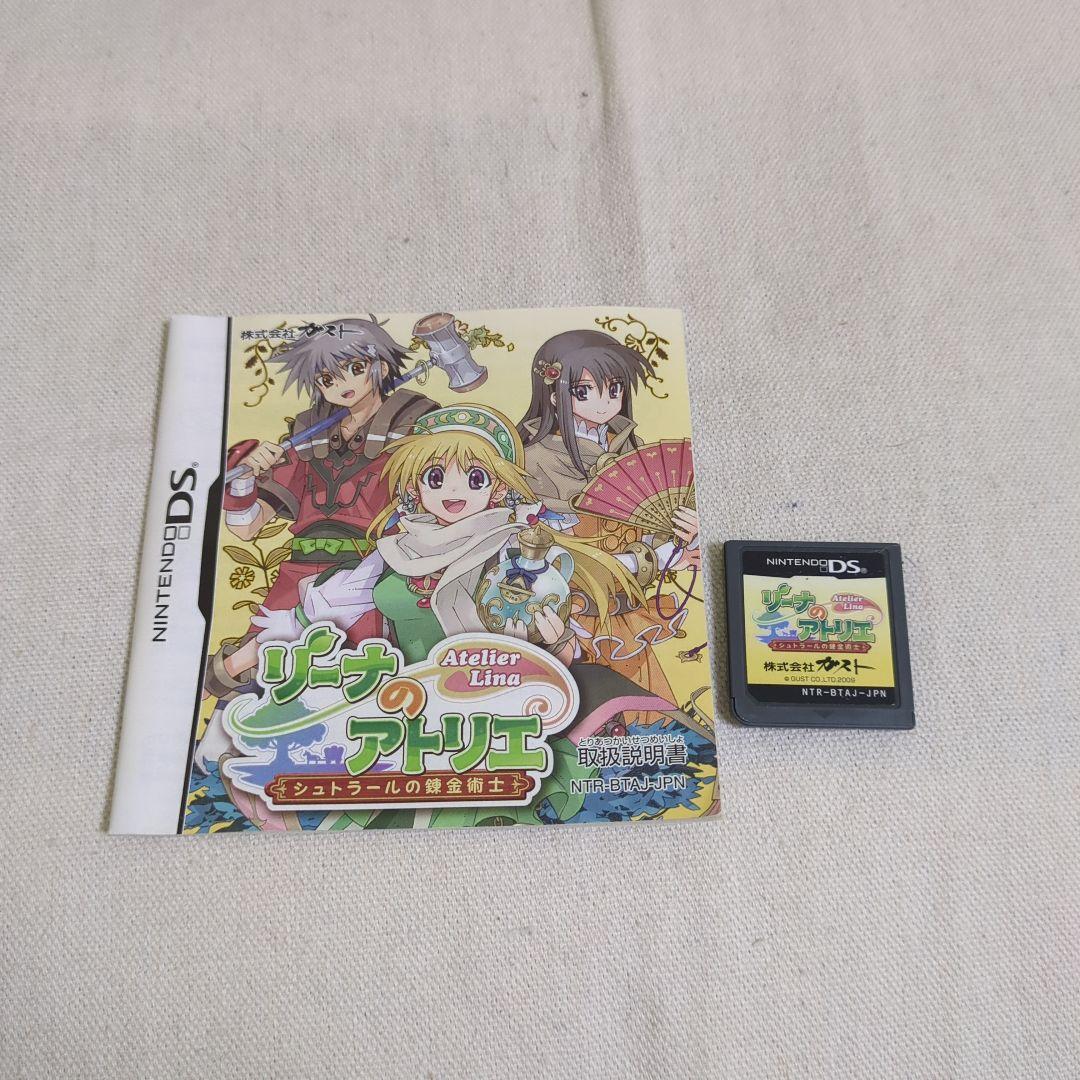 NINTENDO DS®
株式会社ガスト
リーナの
アトリエ
Atelier
Lina
シュトラールの錬金術士
とりあつかいせつめいしょ
取扱説明書
NTR-BTAJ-JPN
NINTENDO DS®
リーナの
アトリエ
Atelier
Lina
シュトラールの錬金術士
株式会社ガスト
© GUST CO.,LTD.2009
NTR-BTAJ-JPN